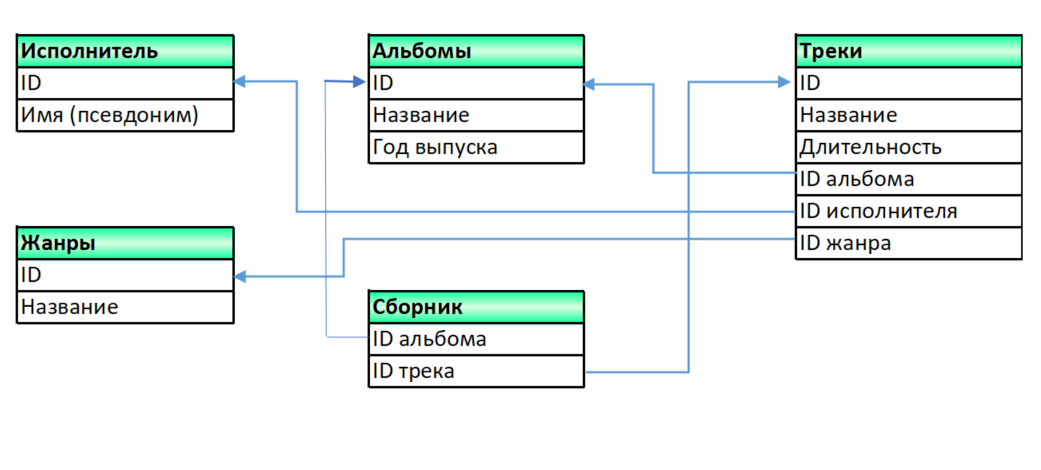 Исполнитель
ID
Имя (псевдоним)
Альбомы
ID
Название
Год выпуска
Треки
ID
Название
Длительность
ID альбома
ID исполнителя
ID жанра
Жанры
ID
Название
Сборник
ID альбома
ID трека